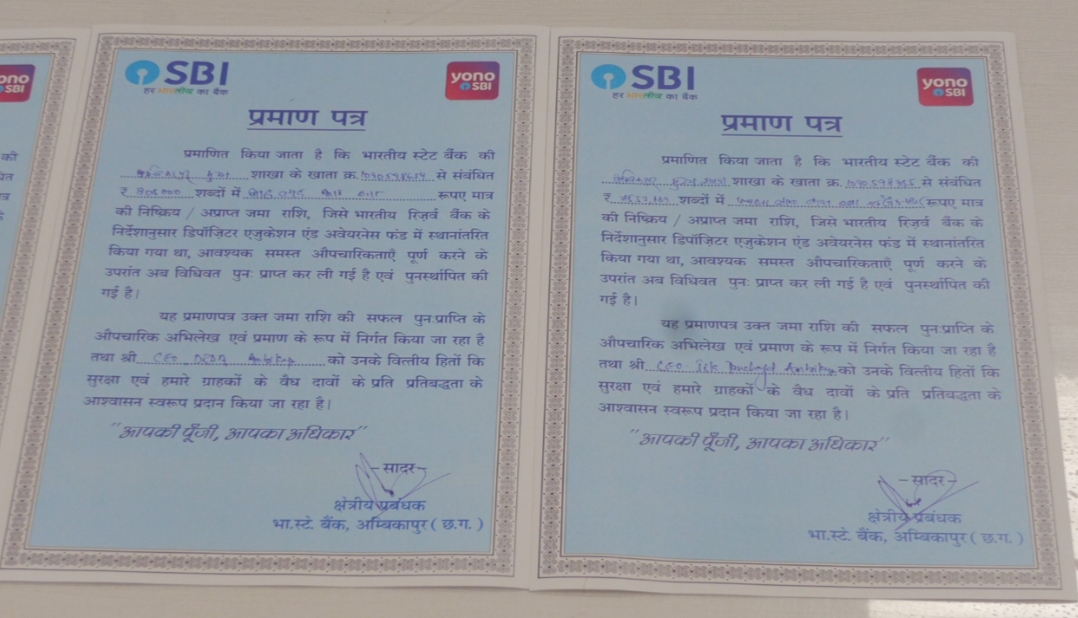 ono
SBI
की
SBI
हर भारतीय का बैंक
yono
SBI
प्रमाण पत्र
प्रमाणित किया जाता है कि भारतीय स्टेट बैंक की
शाखा के खाता क्र. से संबंधित
₹ शब्दों में रूपए मात्र
की निष्क्रिय / अप्राप्त जमा राशि, जिसे भारतीय रिज़र्व बैंक के
निर्देशानुसार डिपॉज़िटर एजुकेशन एंड अवेयरनेस फंड में स्थानांतरित
किया गया था, आवश्यक समस्त औपचारिकताएँ पूर्ण करने के
उपरांत अब विधिवत पुनः प्राप्त कर ली गई है एवं पुनर्स्थापित की
गई है।
यह प्रमाणपत्र उक्त जमा राशि की सफल पुनःप्राप्ति के
औपचारिक अभिलेख एवं प्रमाण के रूप में निर्गत किया जा रहा है
तथा श्री CEO को उनके वित्तीय हितों कि
सुरक्षा एवं हमारे ग्राहकों के वैध दावों के प्रति प्रतिबद्धता के
आश्वासन स्वरूप प्रदान किया जा रहा है।
"आपकी पूँजी, आपका अधिकार"
- सादर -
क्षेत्रीय प्रबंधक
भा.स्टे. बैंक, अम्बिकापुर ( छ.ग. )
SBI
हर भारतीय का बैंक
yono
SBI
प्रमाण पत्र
प्रमाणित किया जाता है कि भारतीय स्टेट बैंक की
शाखा के खाता क्र. से संबंधित
₹ शब्दों में रूपए मात्र
की निष्क्रिय / अप्राप्त जमा राशि, जिसे भारतीय रिज़र्व बैंक के
निर्देशानुसार डिपॉज़िटर एजुकेशन एंड अवेयरनेस फंड में स्थानांतरित
किया गया था, आवश्यक समस्त औपचारिकताएँ पूर्ण करने के
उपरांत अब विधिवत पुनः प्राप्त कर ली गई है एवं पुनर्स्थापित की
गई है।
यह प्रमाणपत्र उक्त जमा राशि की सफल पुनःप्राप्ति के
औपचारिक अभिलेख एवं प्रमाण के रूप में निर्गत किया जा रहा है
तथा श्री CEO को उनके वित्तीय हितों कि
सुरक्षा एवं हमारे ग्राहकों के वैध दावों के प्रति प्रतिबद्धता के
आश्वासन स्वरूप प्रदान किया जा रहा है।
"आपकी पूँजी, आपका अधिकार"
- सादर -
क्षेत्रीय प्रबंधक
भा.स्टे. बैंक, अम्बिकापुर ( छ.ग. )